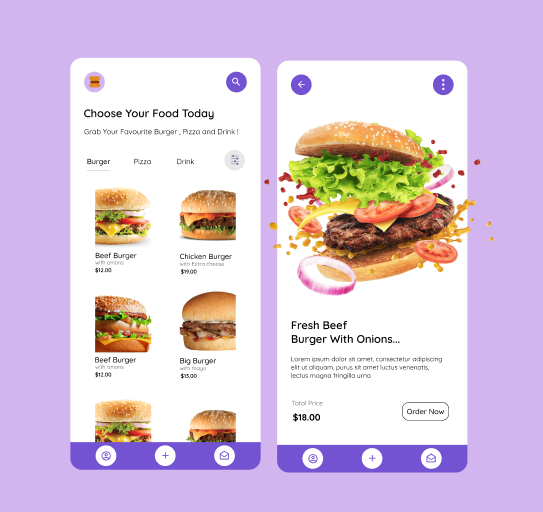 Choose Your Food Today
Grab Your Favourite Burger , Pizza and Drink !
Burger
Pizza
Drink
Beef Burger
with onions
$12.00
Chicken Burger
with Extra cheese
$19.00
Beef Burger
with onions
$12.00
Big Burger
with mayo
$13.00
Fresh Beef
Burger With Onions...
Lorem ipsum dolor sit amet, consectetur adipiscing
elit ut aliquam, purus sit amet luctus venenatis,
lectus magna fringilla urna
Total Price
$18.00
Order Now